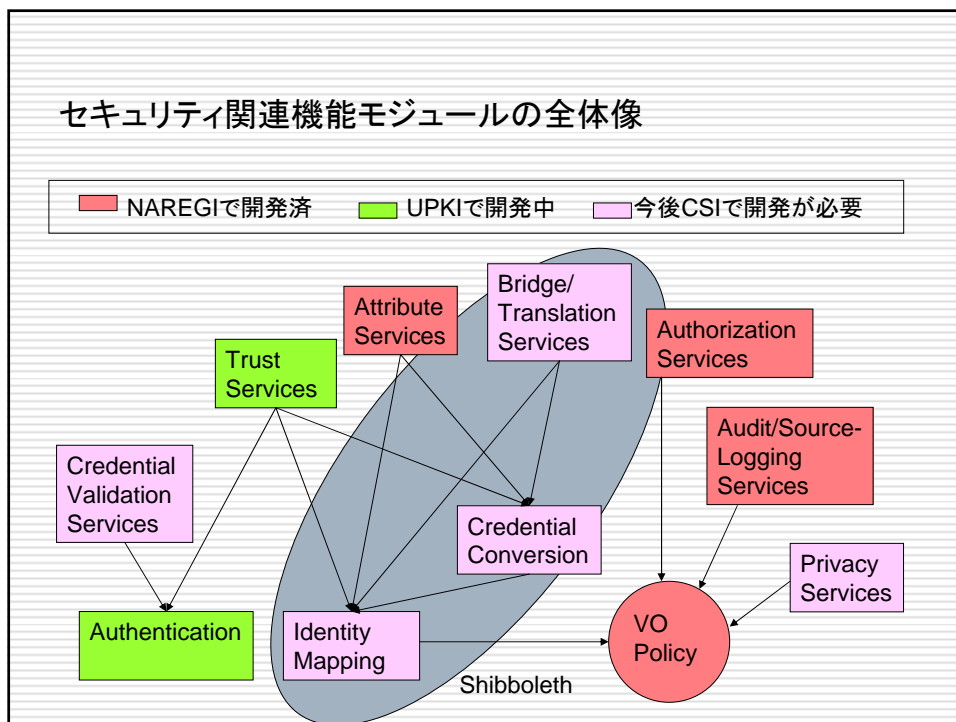 セキュリティ関連機能モジュールの全体像
NAREGIで開発済
UPKIで開発中
今後CSIで開発が必要
Bridge/
Translation
Services
Attribute
Services
Authorization
Services
Trust
Services
Audit/Source-
Logging
Services
Credential
Validation
Services
Credential
Conversion
Privacy
Services
Authentication
Identity
Mapping
VO
Policy
Shibboleth